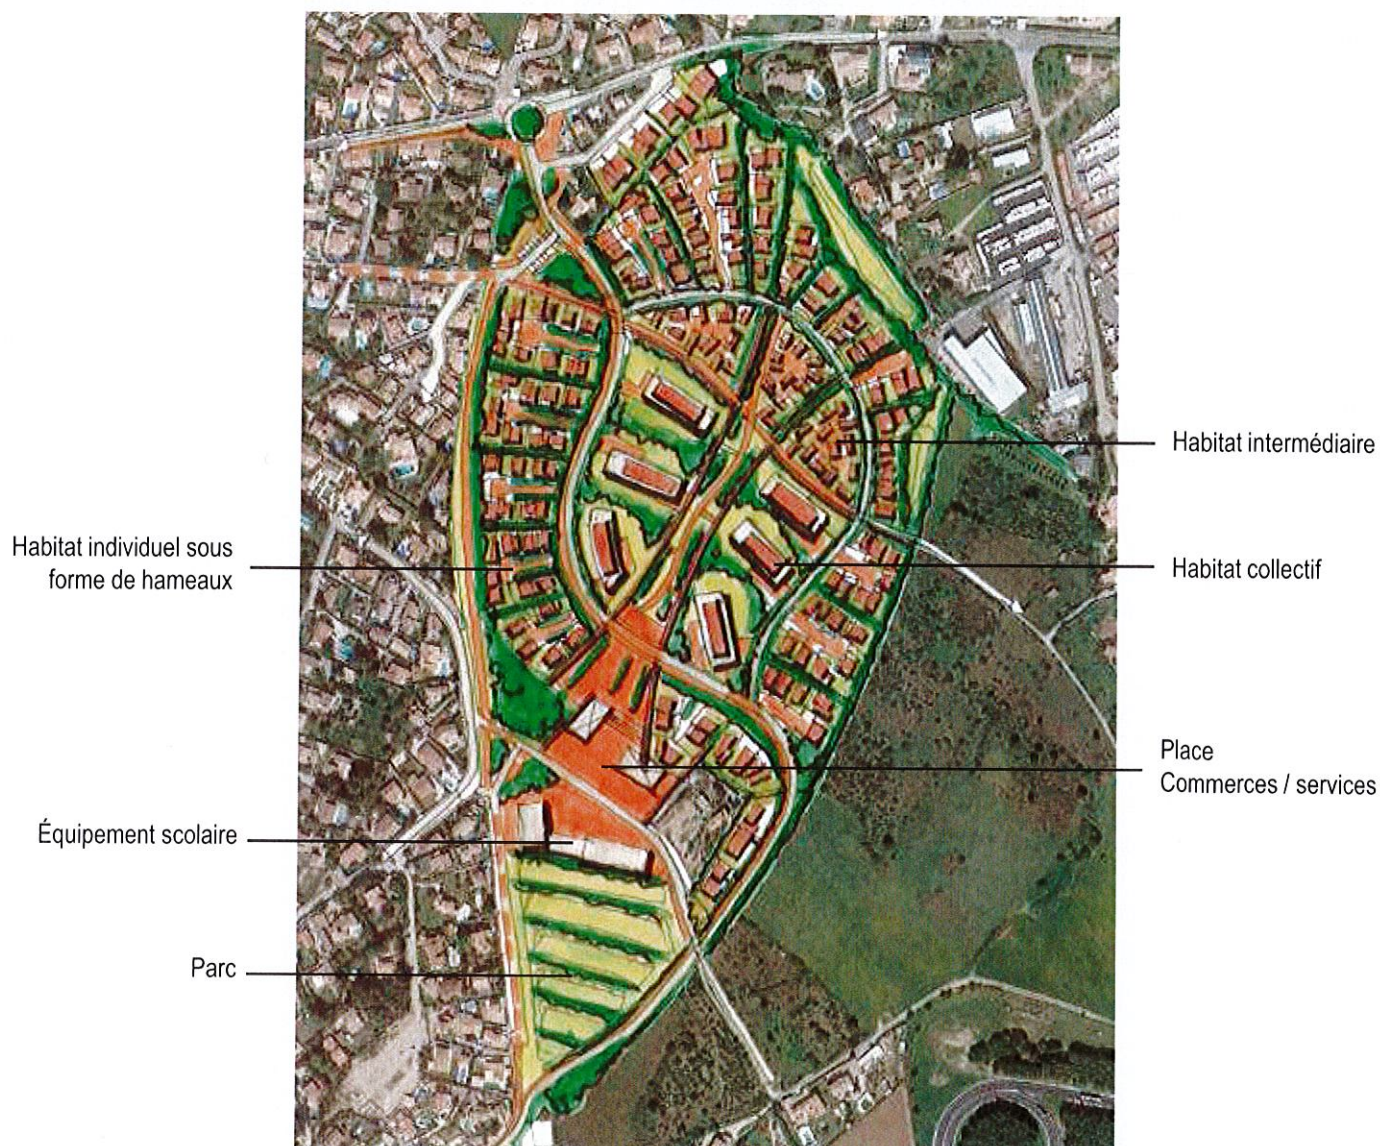 Habitat intermédiaire
Habitat individuel sous
forme de hameaux
Habitat collectif
Place
Commerces / services
Équipement scolaire
Parc